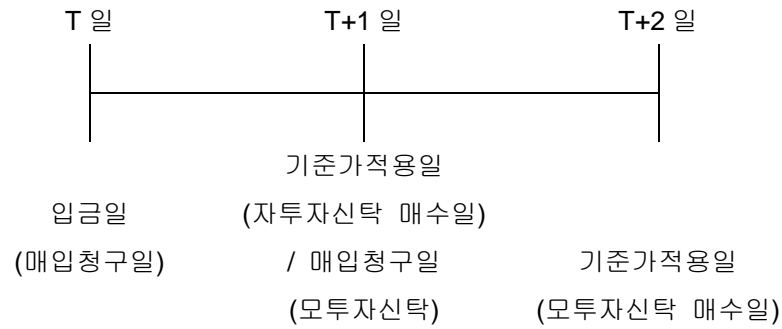 T 일 T+1 일 T+2 일
기준가적용일
입금일 (자투자신탁 매수일)
(매입청구일) / 매입청구일 기준가적용일
(모투자신탁) (모투자신탁 매수일)